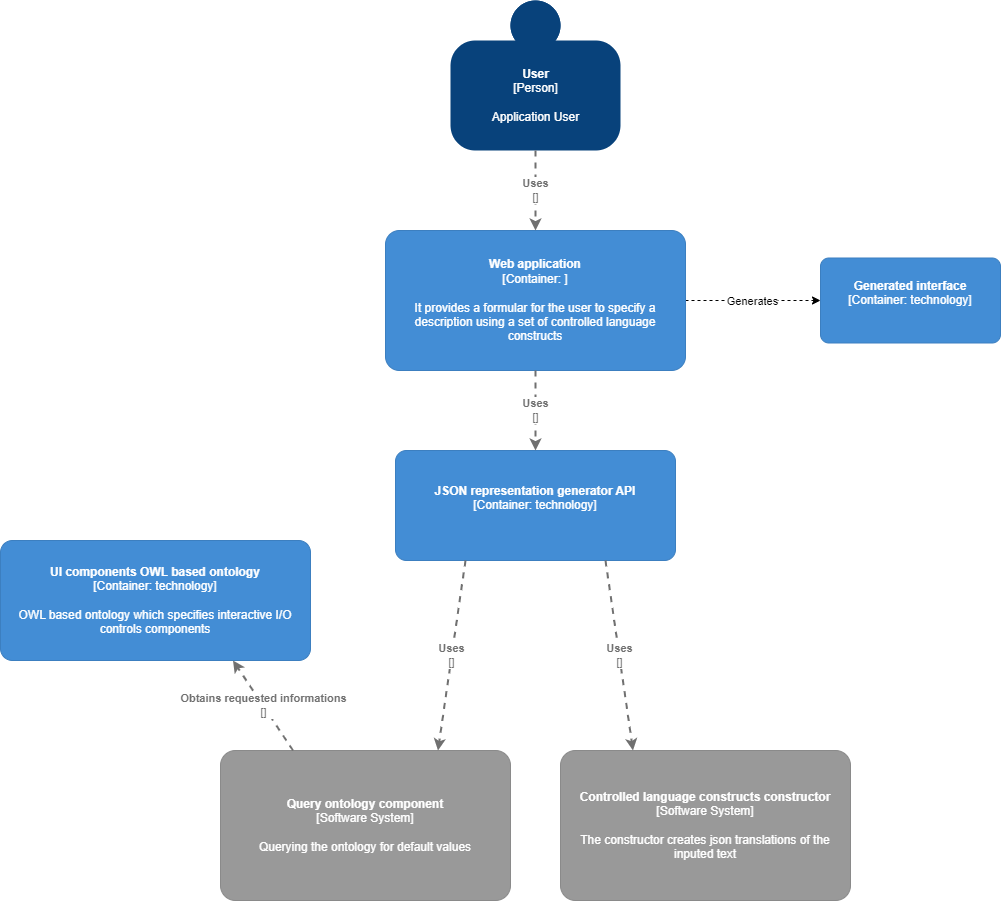 User
[Person]
Application User
Uses
[]
Web application
[Container: ]
It provides a formular for the user to specify a
description using a set of controlled language
constructs
Generates
Generated interface
[Container: technology]
Uses
[]
JSON representation generator API
[Container: technology]
UI components OWL based ontology
[Container: technology]
OWL based ontology which specifies interactive I/O
controls components
Uses
[]
Uses
[]
Obtains requested informations
[]
Query ontology component
[Software System]
Querying the ontology for default values
Controlled language constructs constructor
[Software System]
The constructor creates json translations of the
inputed text